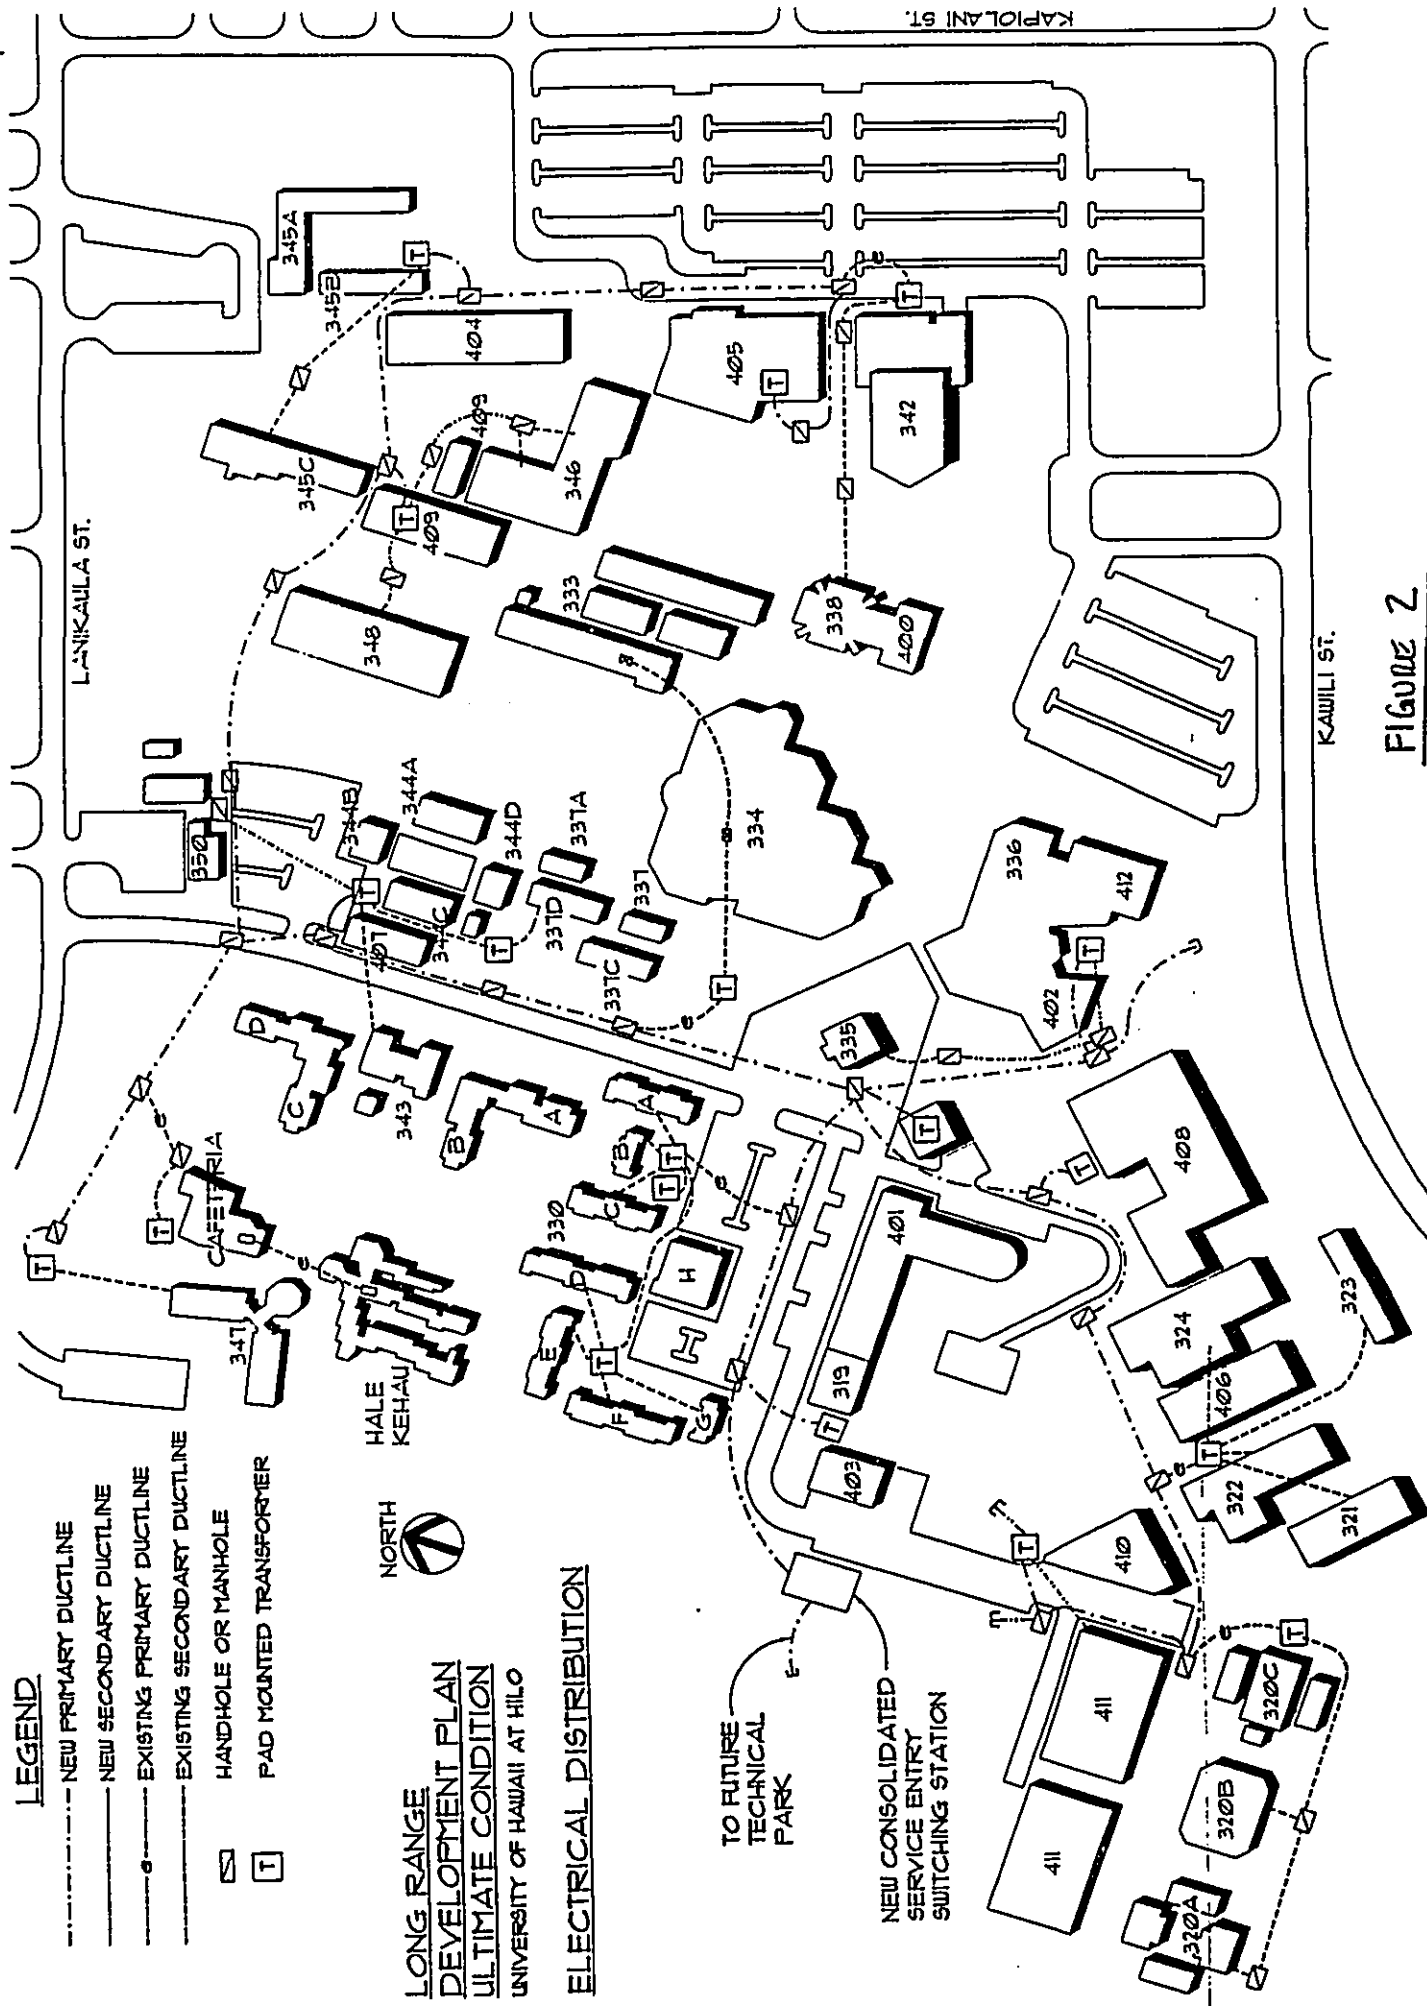 LEGEND
NEW PRIMARY DUCTLINE
NEW SECONDARY DUCTLINE
EXISTING PRIMARY DUCTLINE
EXISTING SECONDARY DUCTLINE
HANDHOLE OR MANHOLE
T
PAD MOUNTED TRANSFORMER
LONG RANGE
DEVELOPMENT PLAN
ULTIMATE CONDITION
UNIVERSITY OF HAWAII AT HILO
ELECTRICAL DISTRIBUTION
NORTH
TO FUTURE
TECHNICAL
PARK
NEW CONSOLIDATED
SERVICE ENTRY
SWITCHING STATION
LANIKAULA ST.
KAPIOLANI ST.
KAWILI ST.
FIGURE 2
HALE
KEHAU
CAFETERIA
347
T
T
D
C
343
B
A
A
B
C
330
D
E
F
G
H
T
T
T
350
344B
344A
344C
344D
407
T
T
337A
337D
337
337C
T
345A
345B
345C
T
404
409
409
T
346
348
333
405
T
T
342
338
400
334
336
412
402
T
335
T
T
408
401
319
T
403
324
406
323
322
321
T
410
T
411
411
T
320C
320B
320A